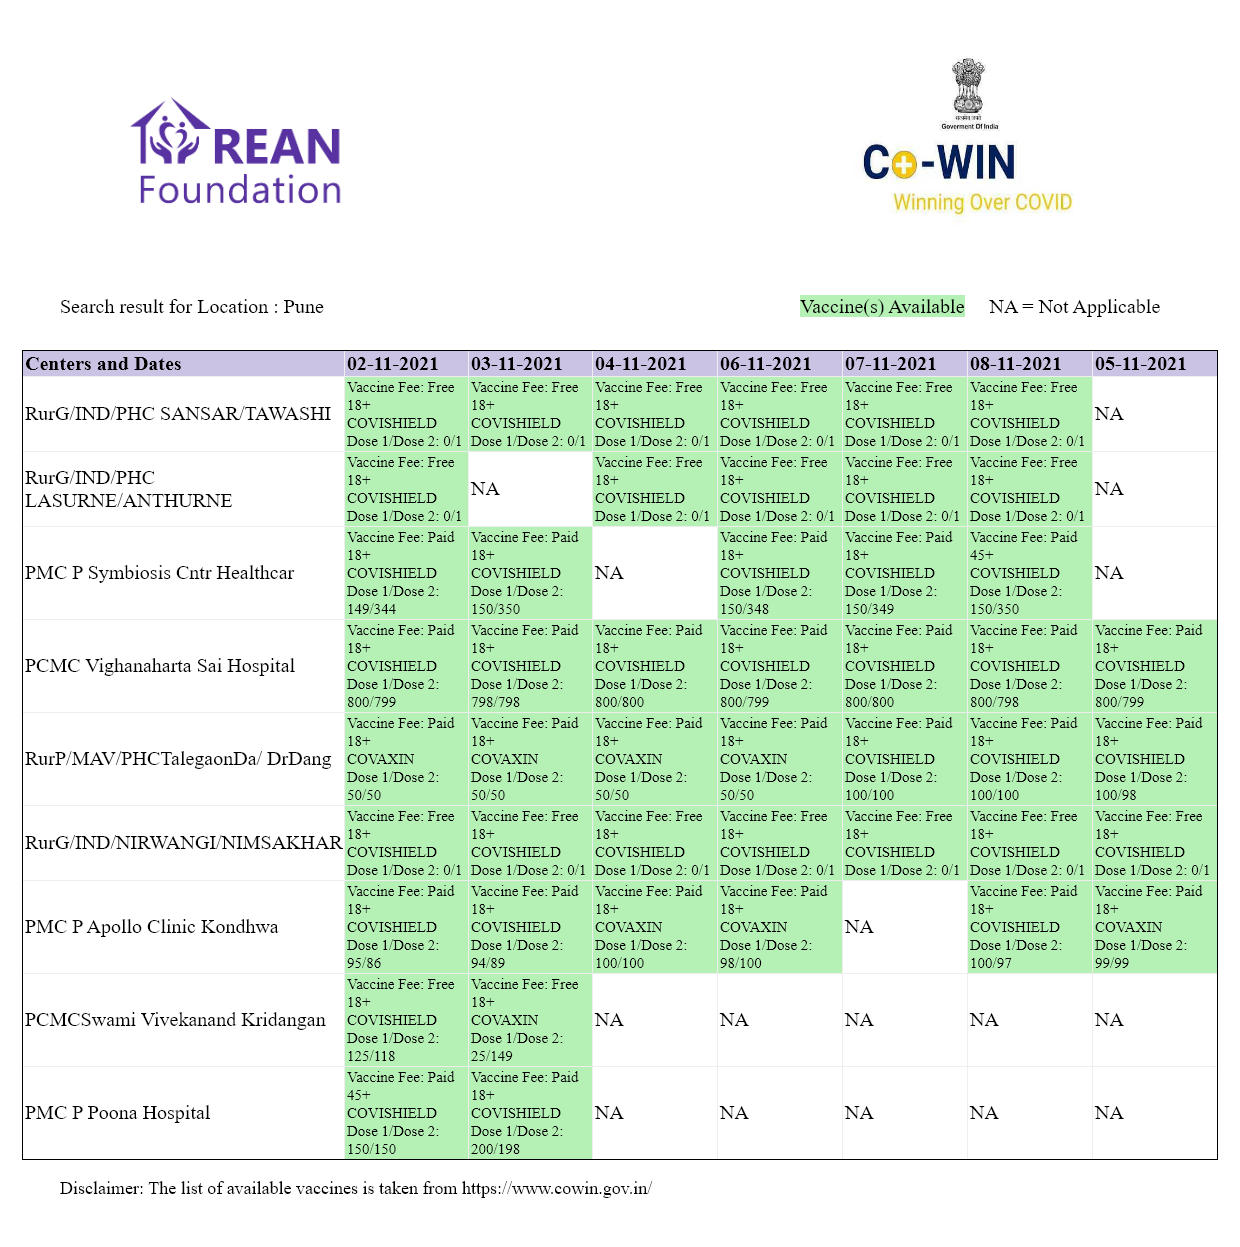 REAN
Foundation
सत्यमेव जयते
Goverment Of India
Co-WIN
Winning Over COVID
Search result for Location : Pune
Vaccine(s) Available NA = Not Applicable
Centers and Dates 02-11-2021 03-11-2021 04-11-2021 06-11-2021 07-11-2021 08-11-2021 05-11-2021
RurG/IND/PHC SANSAR/TAWASHI
Vaccine Fee: Free
18+
COVISHIELD
Dose 1/Dose 2: 0/1
Vaccine Fee: Free
18+
COVISHIELD
Dose 1/Dose 2: 0/1
Vaccine Fee: Free
18+
COVISHIELD
Dose 1/Dose 2: 0/1
Vaccine Fee: Free
18+
COVISHIELD
Dose 1/Dose 2: 0/1
Vaccine Fee: Free
18+
COVISHIELD
Dose 1/Dose 2: 0/1
Vaccine Fee: Free
18+
COVISHIELD
Dose 1/Dose 2: 0/1
NA
RurG/IND/PHC
LASURNE/ANTHURNE
Vaccine Fee: Free
18+
COVISHIELD
Dose 1/Dose 2: 0/1
NA
Vaccine Fee: Free
18+
COVISHIELD
Dose 1/Dose 2: 0/1
Vaccine Fee: Free
18+
COVISHIELD
Dose 1/Dose 2: 0/1
Vaccine Fee: Free
18+
COVISHIELD
Dose 1/Dose 2: 0/1
Vaccine Fee: Free
18+
COVISHIELD
Dose 1/Dose 2: 0/1
NA
PMC P Symbiosis Cntr Healthcar
Vaccine Fee: Paid
18+
COVISHIELD
Dose 1/Dose 2:
149/344
Vaccine Fee: Paid
18+
COVISHIELD
Dose 1/Dose 2:
150/350
NA
Vaccine Fee: Paid
18+
COVISHIELD
Dose 1/Dose 2:
150/348
Vaccine Fee: Paid
18+
COVISHIELD
Dose 1/Dose 2:
150/349
Vaccine Fee: Paid
45+
COVISHIELD
Dose 1/Dose 2:
150/350
NA
PCMC Vighanaharta Sai Hospital
Vaccine Fee: Paid
18+
COVISHIELD
Dose 1/Dose 2:
800/799
Vaccine Fee: Paid
18+
COVISHIELD
Dose 1/Dose 2:
798/798
Vaccine Fee: Paid
18+
COVISHIELD
Dose 1/Dose 2:
800/800
Vaccine Fee: Paid
18+
COVISHIELD
Dose 1/Dose 2:
800/799
Vaccine Fee: Paid
18+
COVISHIELD
Dose 1/Dose 2:
800/800
Vaccine Fee: Paid
18+
COVISHIELD
Dose 1/Dose 2:
800/798
Vaccine Fee: Paid
18+
COVISHIELD
Dose 1/Dose 2:
800/799
RurP/MAV/PHCTalegaonDa/ DrDang
Vaccine Fee: Paid
18+
COVAXIN
Dose 1/Dose 2:
50/50
Vaccine Fee: Paid
18+
COVAXIN
Dose 1/Dose 2:
50/50
Vaccine Fee: Paid
18+
COVAXIN
Dose 1/Dose 2:
50/50
Vaccine Fee: Paid
18+
COVAXIN
Dose 1/Dose 2:
50/50
Vaccine Fee: Paid
18+
COVISHIELD
Dose 1/Dose 2:
100/100
Vaccine Fee: Paid
18+
COVISHIELD
Dose 1/Dose 2:
100/100
Vaccine Fee: Paid
18+
COVISHIELD
Dose 1/Dose 2:
100/98
RurG/IND/NIRWANGI/NIMSAKHAR
Vaccine Fee: Free
18+
COVISHIELD
Dose 1/Dose 2: 0/1
Vaccine Fee: Free
18+
COVISHIELD
Dose 1/Dose 2: 0/1
Vaccine Fee: Free
18+
COVISHIELD
Dose 1/Dose 2: 0/1
Vaccine Fee: Free
18+
COVISHIELD
Dose 1/Dose 2: 0/1
Vaccine Fee: Free
18+
COVISHIELD
Dose 1/Dose 2: 0/1
Vaccine Fee: Free
18+
COVISHIELD
Dose 1/Dose 2: 0/1
Vaccine Fee: Free
18+
COVISHIELD
Dose 1/Dose 2: 0/1
PMC P Apollo Clinic Kondhwa
Vaccine Fee: Paid
18+
COVISHIELD
Dose 1/Dose 2:
95/86
Vaccine Fee: Paid
18+
COVISHIELD
Dose 1/Dose 2:
94/89
Vaccine Fee: Paid
18+
COVAXIN
Dose 1/Dose 2:
100/100
Vaccine Fee: Paid
18+
COVAXIN
Dose 1/Dose 2:
98/100
NA
Vaccine Fee: Paid
18+
COVISHIELD
Dose 1/Dose 2:
100/97
Vaccine Fee: Paid
18+
COVAXIN
Dose 1/Dose 2:
99/99
PCMCSwami Vivekanand Kridangan
Vaccine Fee: Free
18+
COVISHIELD
Dose 1/Dose 2:
125/118
Vaccine Fee: Free
18+
COVAXIN
Dose 1/Dose 2:
25/149
NA
NA
NA
NA
NA
PMC P Poona Hospital
Vaccine Fee: Paid
45+
COVISHIELD
Dose 1/Dose 2:
150/150
Vaccine Fee: Paid
18+
COVISHIELD
Dose 1/Dose 2:
200/198
NA
NA
NA
NA
NA
Disclaimer: The list of available vaccines is taken from https://www.cowin.gov.in/